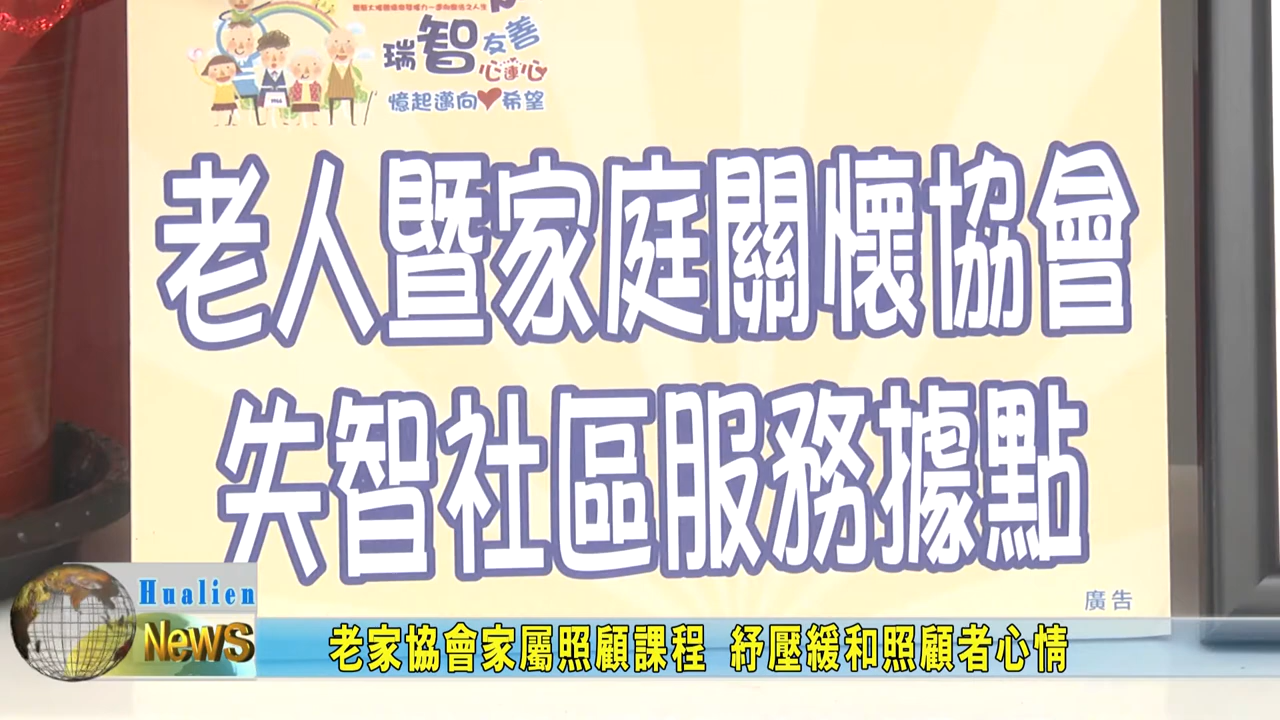 瑞智友善
心連心
憶起邁向希望
老人暨家庭關懷協會
失智社區服務據點
廣告
Hualien
News
老家協會家屬照顧課程 紓壓緩和照顧者心情